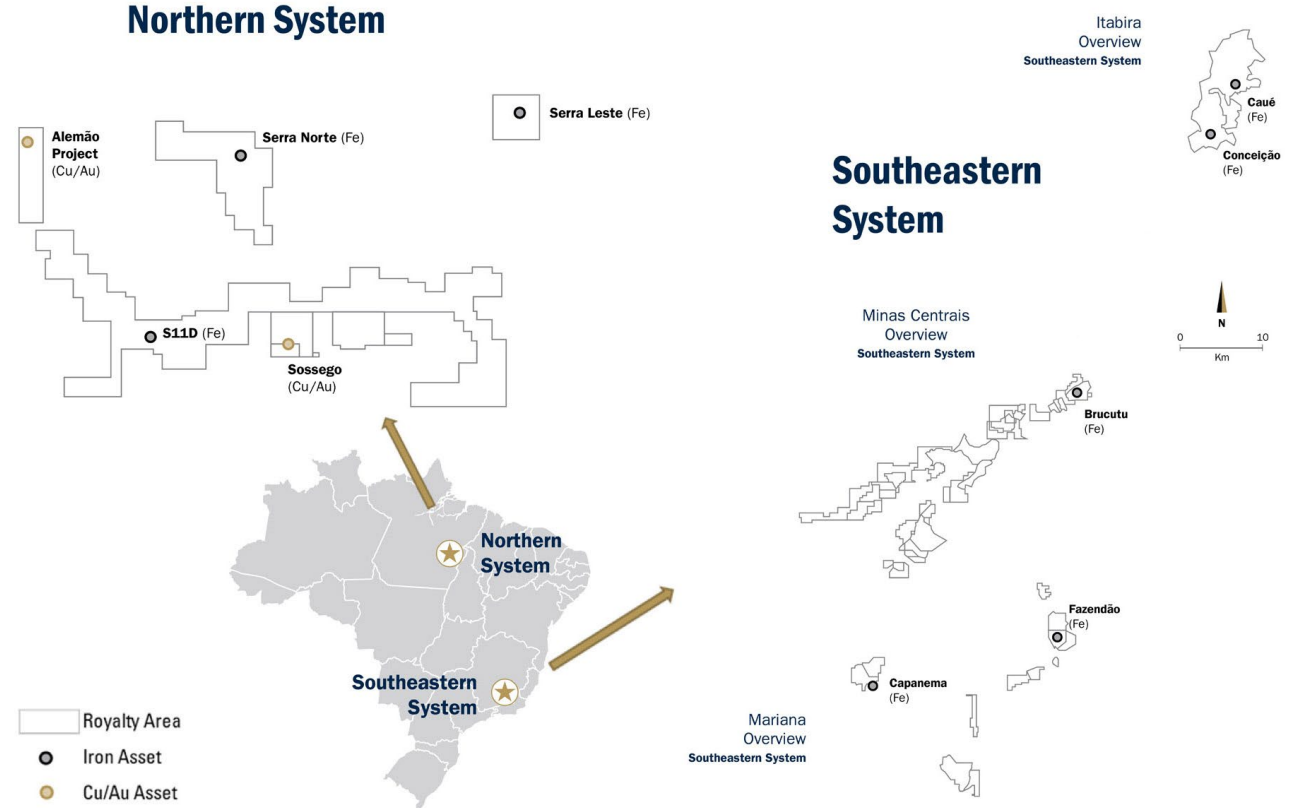 Northern System
Alemão
Project
(Cu/Au)
Serra Norte (Fe)
Serra Leste (Fe)
S11D (Fe)
Sossego
(Cu/Au)
Northern
System
Southeastern
System
Royalty Area
Iron Asset
Cu/Au Asset
Itabira
Overview
Southeastern System
Caué
(Fe)
Conceição
(Fe)
Southeastern
System
N
0 10
Km
Minas Centrais
Overview
Southeastern System
Brucutu
(Fe)
Fazendão
(Fe)
Capanema
(Fe)
Mariana
Overview
Southeastern System